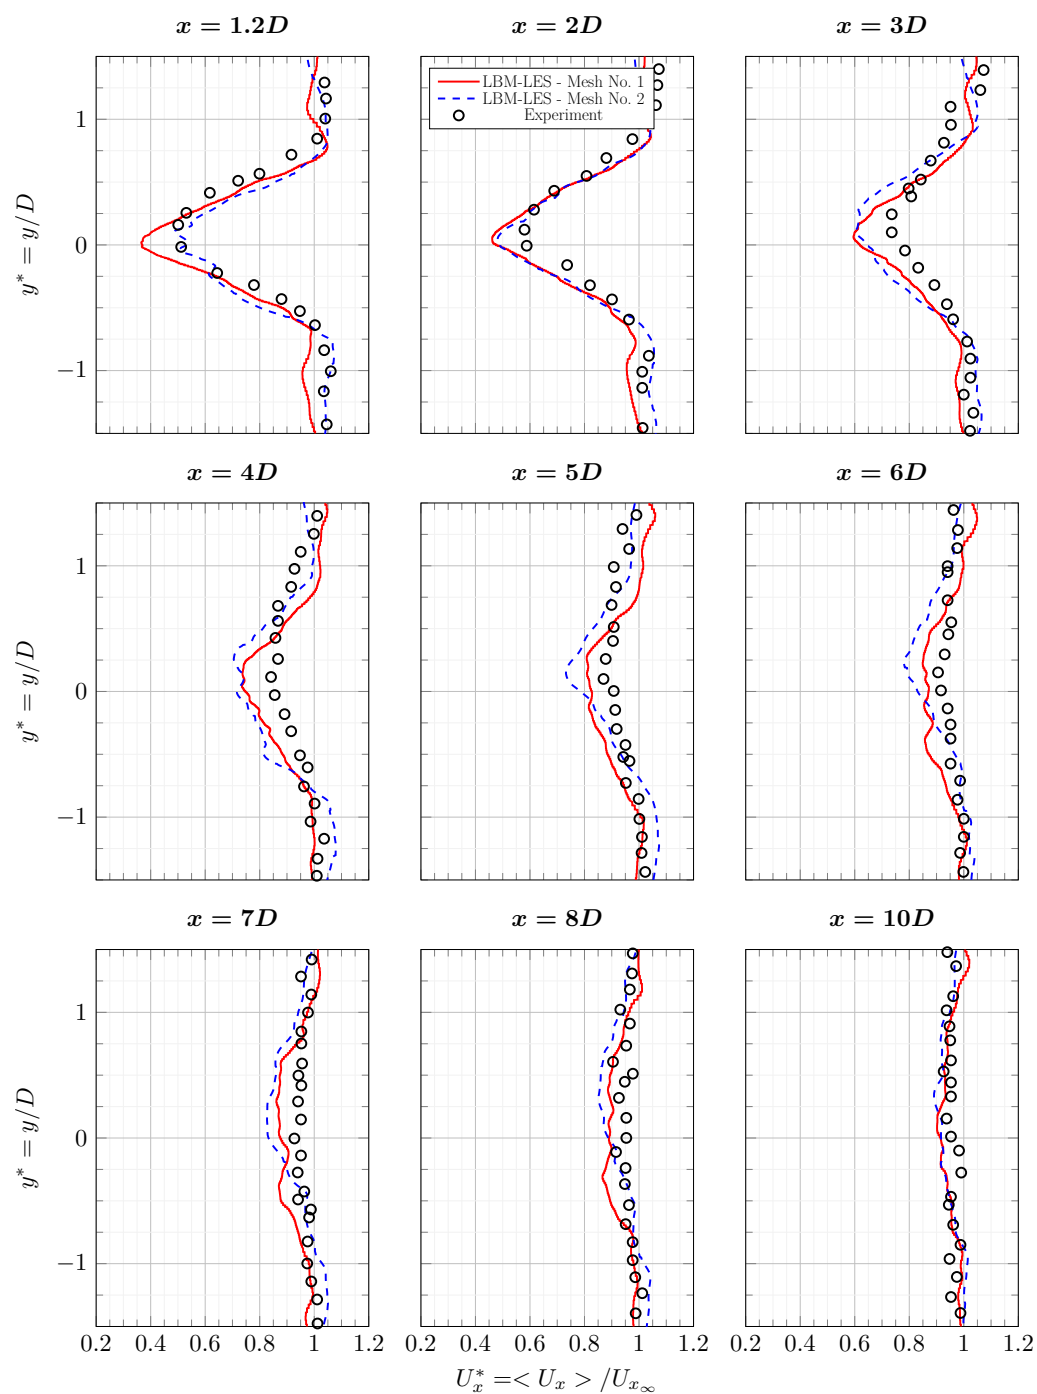 x = 1.2D
x = 2D
x = 3D
LBM-LES - Mesh No. 1
LBM-LES - Mesh No. 2
Experiment
1
0
−1
y* = y/D
x = 4D
x = 5D
x = 6D
1
0
−1
y* = y/D
x = 7D
x = 8D
x = 10D
1
0
−1
y* = y/D
0.2 0.4 0.6 0.8 1 1.2 0.2 0.4 0.6 0.8 1 1.2 0.2 0.4 0.6 0.8 1 1.2
U*x =< Ux > /Ux∞